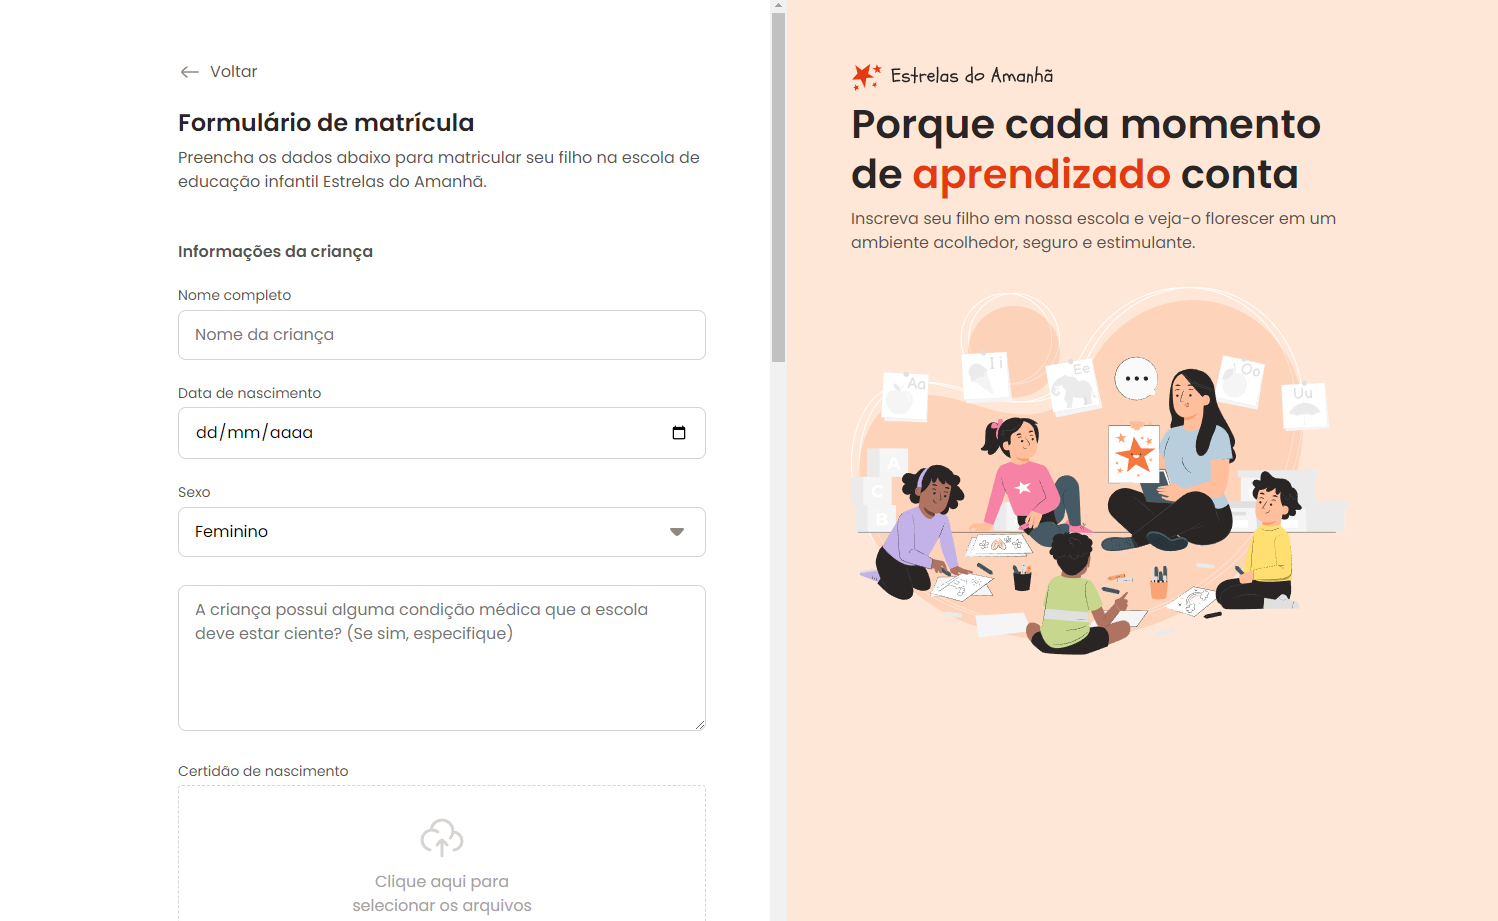 Voltar
Formulário de matrícula
Preencha os dados abaixo para matricular seu filho na escola de
educação infantil Estrelas do Amanhã.
Informações da criança
Nome completo
Nome da criança
Data de nascimento
dd/mm/aaaa
Sexo
Feminino
A criança possui alguma condição médica que a escola
deve estar ciente? (Se sim, especifique)
Certidão de nascimento
Clique aqui para
selecionar os arquivos
Estrelas do Amanhã
Porque cada momento
de aprendizado conta
Inscreva seu filho em nossa escola e veja-o florescer em um
ambiente acolhedor, seguro e estimulante.
Aa
Ii
Ee
Oo
Uu
A
C
B